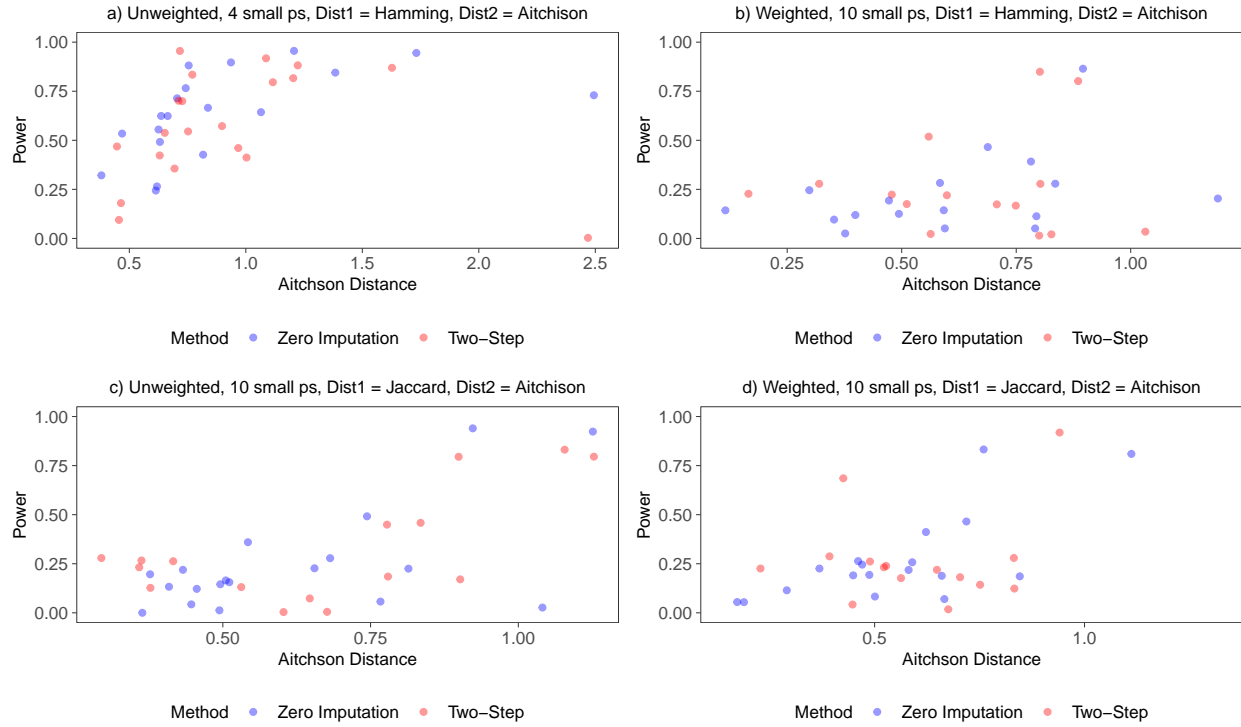 a) Unweighted, 4 small ps, Dist1 = Hamming, Dist2 = Aitchison
1.00
0.75
0.50
0.25
0.00
Power
0.5
1.0
1.5
2.0
2.5
Aitchson Distance
Method
Zero Imputation
Two−Step
b) Weighted, 10 small ps, Dist1 = Hamming, Dist2 = Aitchison
1.00
0.75
0.50
0.25
0.00
Power
0.25
0.50
0.75
1.00
Aitchson Distance
Method
Zero Imputation
Two−Step
c) Unweighted, 10 small ps, Dist1 = Jaccard, Dist2 = Aitchison
1.00
0.75
0.50
0.25
0.00
Power
0.50
0.75
1.00
Aitchson Distance
Method
Zero Imputation
Two−Step
d) Weighted, 10 small ps, Dist1 = Jaccard, Dist2 = Aitchison
1.00
0.75
0.50
0.25
0.00
Power
0.5
1.0
Aitchson Distance
Method
Zero Imputation
Two−Step